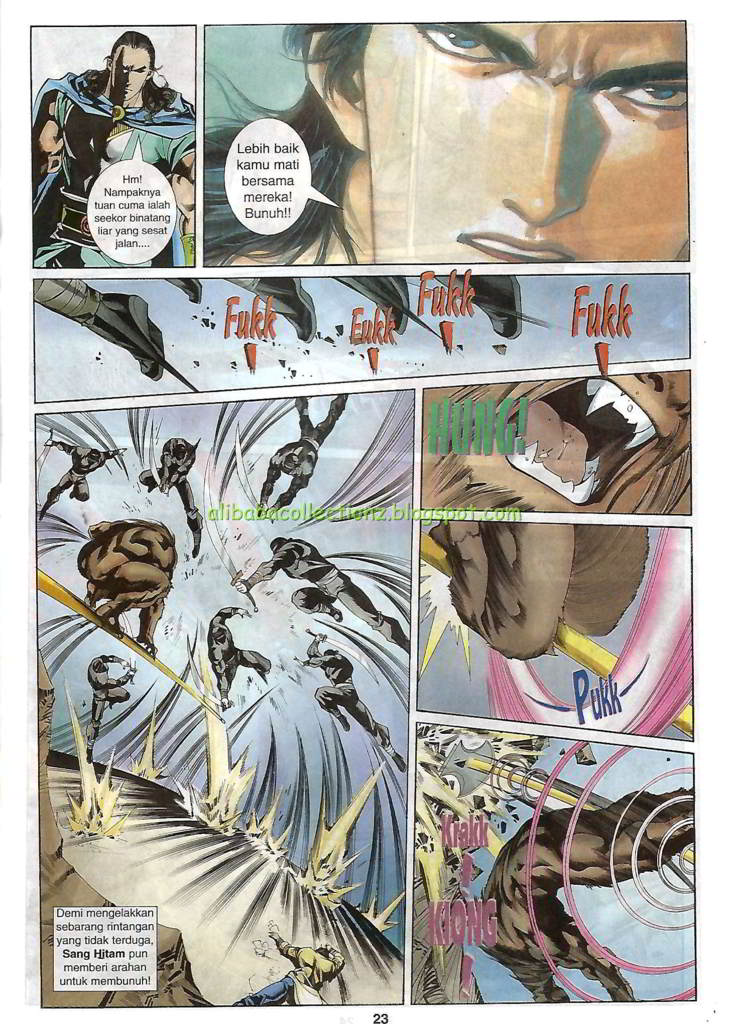 Hm!
Nampaknya
tuan cuma ialah
seekor binatang
liar yang sesat
jalan....
Lebih baik
kamu mati
bersama
mereka!
Bunuh!!
Fukk
!
Fukk
!
Fukk
!
Fukk
!
HUNG!
alibabacollectionz.blogspot.com
Pukk
Krakk
!
KIONG
!
Demi mengelakkan
sebarang rintangan
yang tidak terduga,
Sang Hitam pun
memberi arahan
untuk membunuh!
23